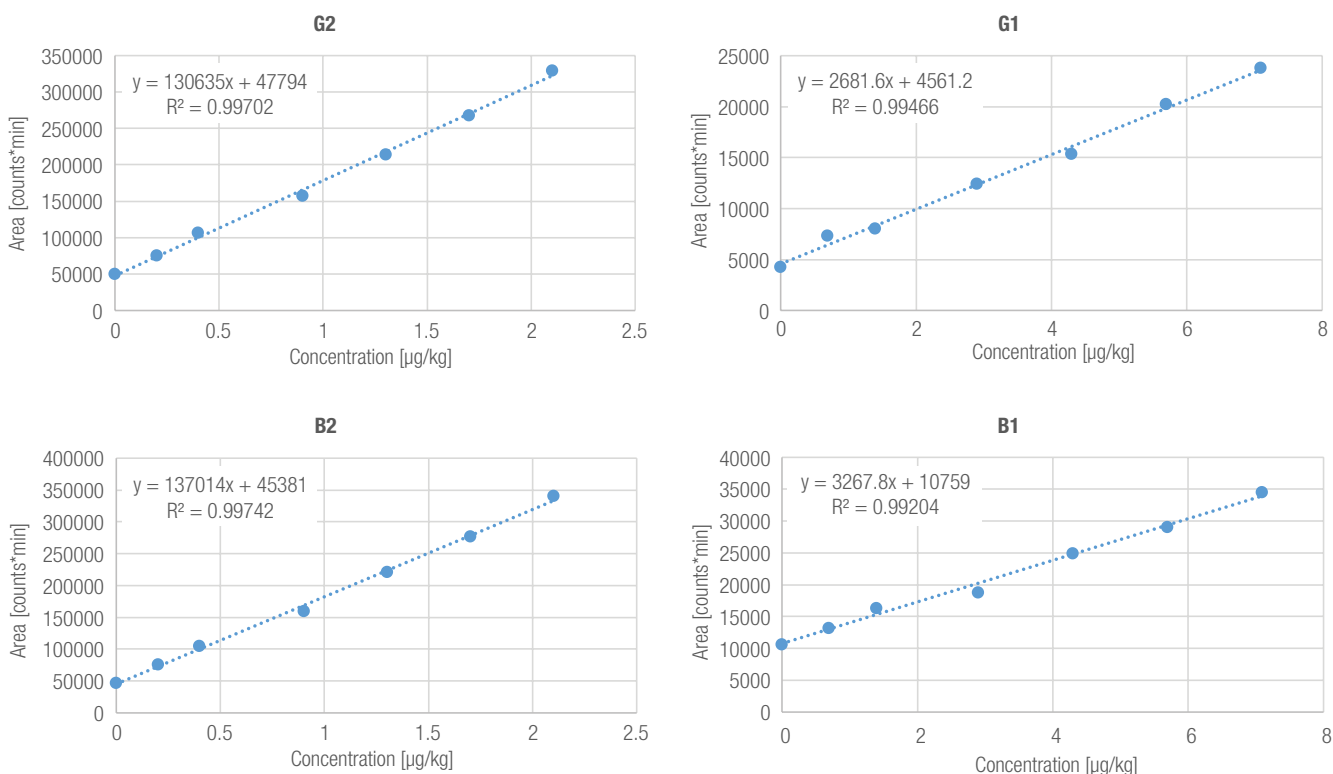 G2
350000
300000
250000
200000
150000
100000
50000
0
Area [counts*min]
y = 130635x + 47794
R² = 0.99702
0 0.5 1 1.5 2 2.5
Concentration [µg/kg]
G1
25000
20000
15000
10000
5000
0
Area [counts*min]
y = 2681.6x + 4561.2
R² = 0.99466
0 2 4 6 8
Concentration [µg/kg]
B2
400000
350000
300000
250000
200000
150000
100000
50000
0
Area [counts*min]
y = 137014x + 45381
R² = 0.99742
0 0.5 1 1.5 2 2.5
Concentration [µg/kg]
B1
40000
35000
30000
25000
20000
15000
10000
5000
0
Area [counts*min]
y = 3267.8x + 10759
R² = 0.99204
0 2 4 6 8
Concentration [µg/kg]